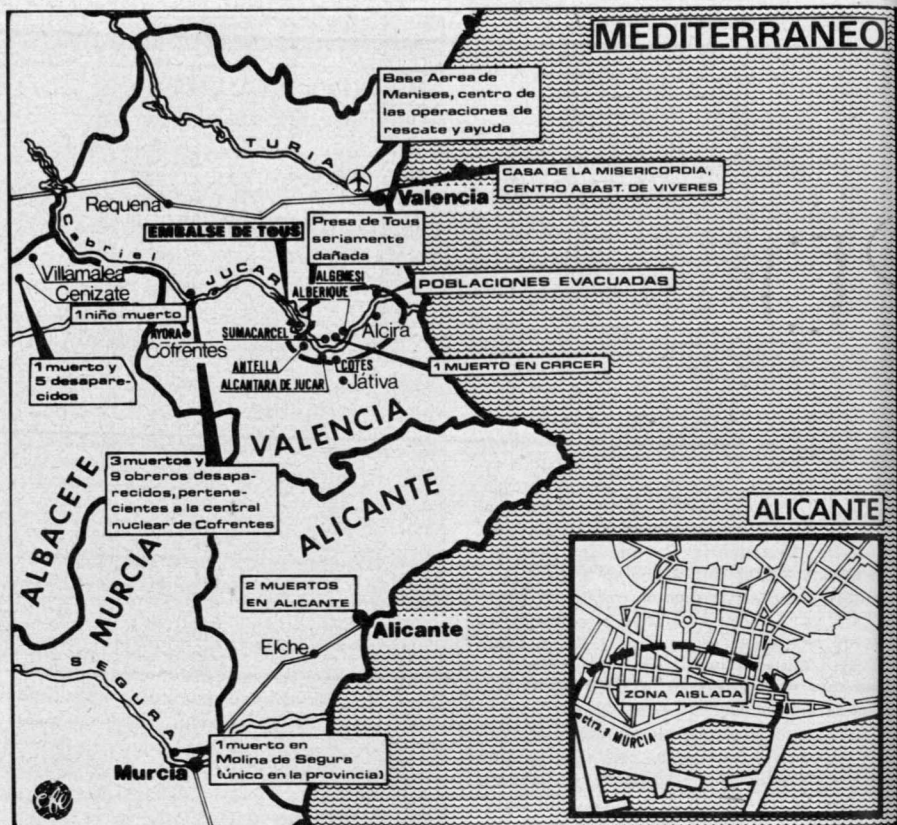 MEDITERRANEO
Base Aerea de
Manises, centro de
las operaciones de
rescate y ayuda
TURIA
CASA DE LA MISERICORDIA,
CENTRO ABAST. DE VIVERES
Valencia
Requena
EMBALSE DE TOUS
Presa de Tous
seriamente
dañada
Cabriel
JUCAR
ALGEMESI
ALBERIQUE
POBLACIONES EVACUADAS
Villamalea
Cenizate
1 niño muerto
AYORA
Cofrentes
SUMACARCEL
Alcira
1 MUERTO EN CARCER
1 muerto y
5 desapare-
cidos
ANTELLA
COTES
ALCANTARA DE JUCAR
Játiva
VALENCIA
3 muertos y
9 obreros desapa-
recidos, pertene-
cientes a la central
nuclear de Cofrentes
ALBACETE
MURCIA
ALICANTE
ALICANTE
2 MUERTOS
EN ALICANTE
Alicante
Elche
ZONA AISLADA
ctra. a MURCIA
SEGURA
1 muerto en
Molina de Segura
(único en la provincia)
Murcia
efe